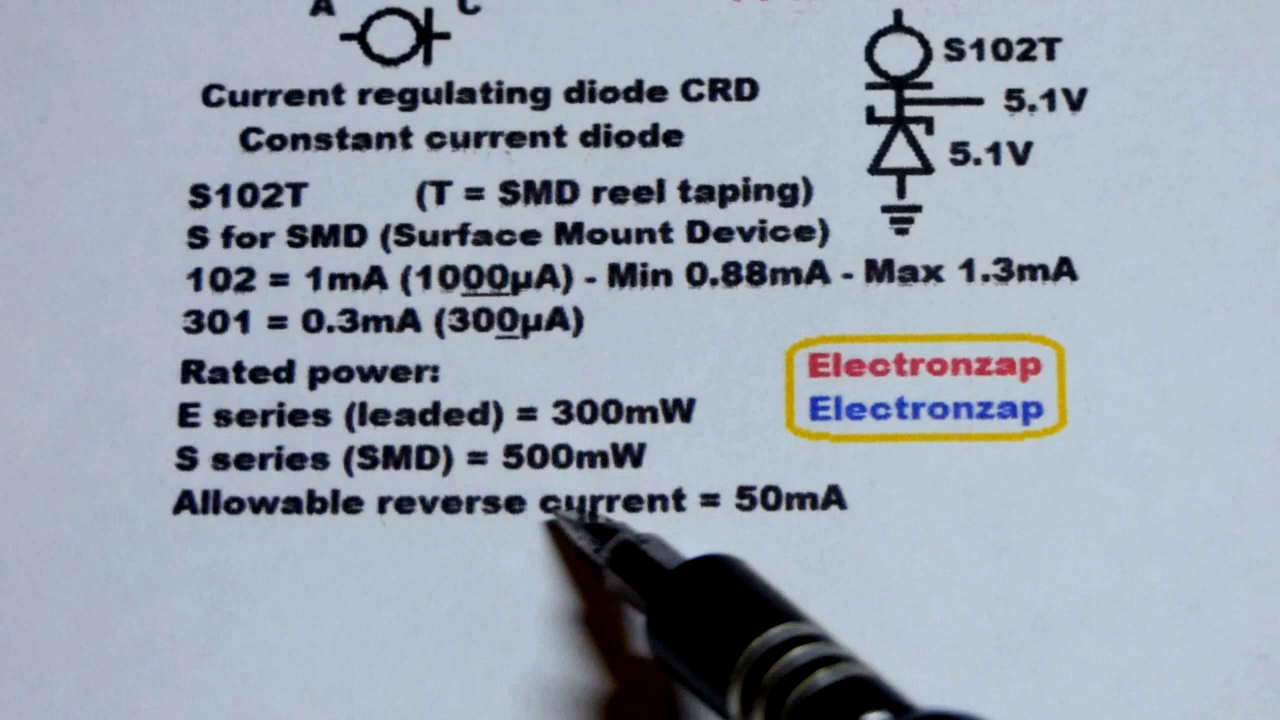 A C
S102T
Current regulating diode CRD
5.1V
Constant current diode
5.1V
S102T (T = SMD reel taping)
S for SMD (Surface Mount Device)
102 = 1mA (1000µA) - Min 0.88mA - Max 1.3mA
301 = 0.3mA (300µA)
Rated power:
Electronzap
E series (leaded) = 300mW
Electronzap
S series (SMD) = 500mW
Allowable reverse current = 50mA